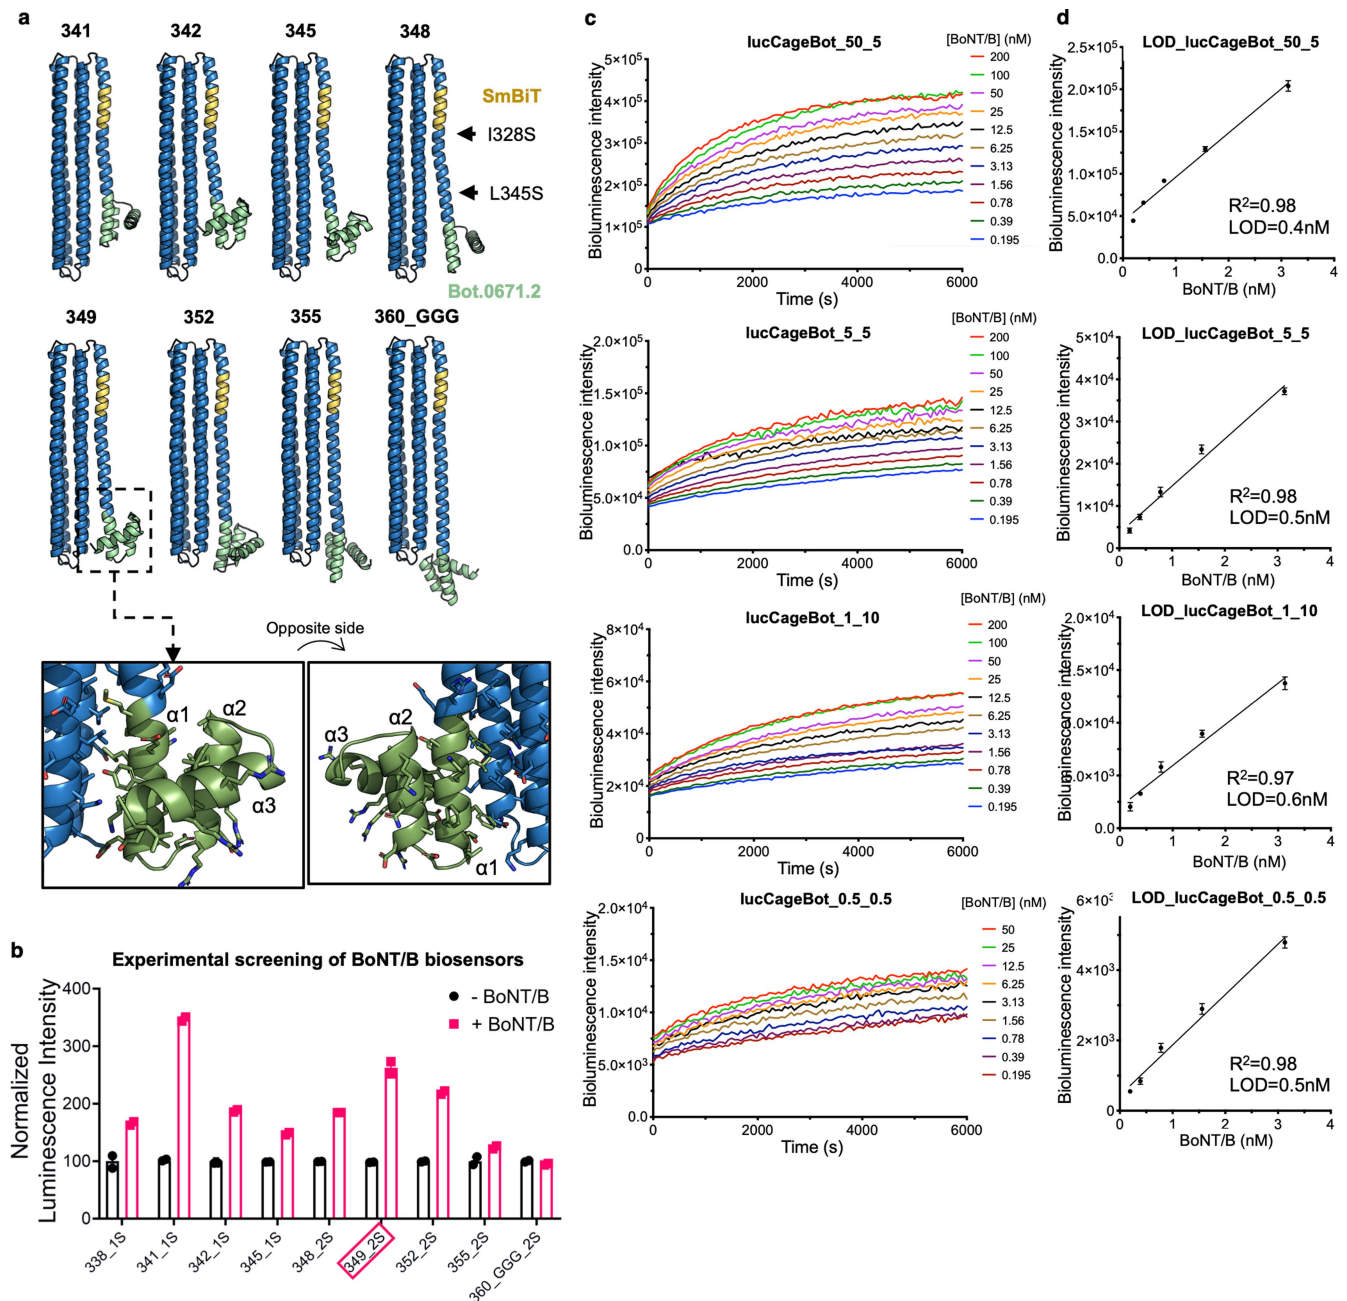 a
341
342
345
348
SmBiT
I328S
L345S
Bot.0671.2
349
352
355
360_GGG
Opposite side
α1
α2
α3
α3
α2
α1
b
Experimental screening of BoNT/B biosensors
Normalized
Luminescence Intensity
400
300
200
100
0
- BoNT/B
+ BoNT/B
338_1S
341_1S
342_1S
345_1S
348_2S
349_2S
352_2S
355_2S
360_GGG_2S
c
lucCageBot_50_5
Bioluminescence intensity
5×10⁵
4×10⁵
3×10⁵
2×10⁵
1×10⁵
0
0 2000 4000 6000
Time (s)
[BoNT/B] (nM)
200
100
50
25
12.5
6.25
3.13
1.56
0.78
0.39
0.195
lucCageBot_5_5
Bioluminescence intensity
2.0×10⁵
1.5×10⁵
1.0×10⁵
5.0×10⁴
0.0
0 2000 4000 6000
Time (s)
[BoNT/B] (nM)
200
100
50
25
12.5
6.25
3.13
1.56
0.78
0.39
0.195
lucCageBot_1_10
Bioluminescence intensity
8×10⁴
6×10⁴
4×10⁴
2×10⁴
0
0 2000 4000 6000
Time (s)
[BoNT/B] (nM)
200
100
50
25
12.5
6.25
3.13
1.56
0.78
0.39
0.195
lucCageBot_0.5_0.5
Bioluminescence intensity
2.0×10⁴
1.5×10⁴
1.0×10⁴
5.0×10³
0.0
0 2000 4000 6000
Time (s)
[BoNT/B] (nM)
50
25
12.5
6.25
3.13
1.56
0.78
0.39
0.195
d
LOD_lucCageBot_50_5
Bioluminescence intensity
2.5×10⁵
2.0×10⁵
1.5×10⁵
1.0×10⁵
5.0×10⁴
0.0
R²=0.98
LOD=0.4nM
0 1 2 3 4
BoNT/B (nM)
LOD_lucCageBot_5_5
Bioluminescence intensity
5×10⁴
4×10⁴
3×10⁴
2×10⁴
1×10⁴
0
R²=0.98
LOD=0.5nM
0 1 2 3 4
BoNT/B (nM)
LOD_lucCageBot_1_10
Bioluminescence intensity
2.0×10⁴
.0×10⁴
.0×10³
0.0
R²=0.97
LOD=0.6nM
0 1 2 3 4
BoNT/B (nM)
LOD_lucCageBot_0.5_0.5
Bioluminescence intensity
6×10³
4×10³
2×10³
0
R²=0.98
LOD=0.5nM
0 1 2 3 4
BoNT/B (nM)